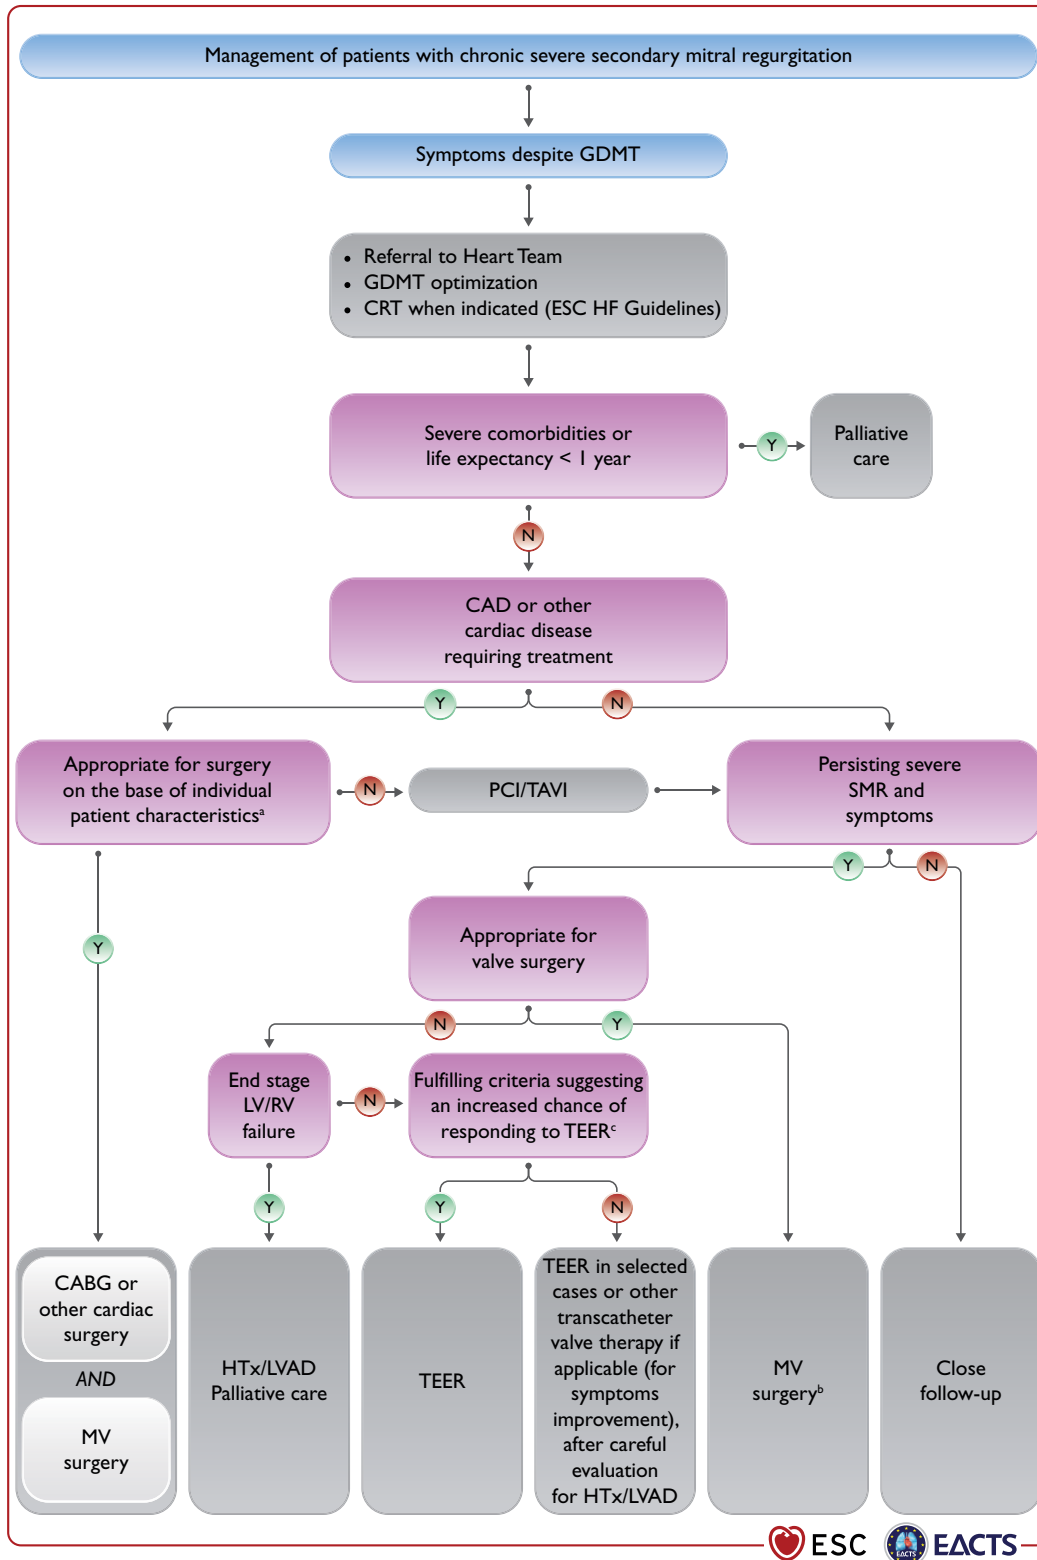 Management of patients with chronic severe secondary mitral regurgitation
Symptoms despite GDMT
• Referral to Heart Team
• GDMT optimization
• CRT when indicated (ESC HF Guidelines)
Severe comorbidities or
life expectancy < 1 year
Y
Palliative
care
N
CAD or other
cardiac disease
requiring treatment
Y
N
Appropriate for surgery
on the base of individual
patient characteristicsᵃ
N
PCI/TAVI
Persisting severe
SMR and
symptoms
Y
N
Appropriate for
valve surgery
Y
N
Y
End stage
LV/RV
failure
N
Fulfilling criteria suggesting
an increased chance of
responding to TEERᶜ
Y
Y
N
CABG or
other cardiac
surgery
AND
MV
surgery
HTx/LVAD
Palliative care
TEER
TEER in selected
cases or other
transcatheter
valve therapy if
applicable (for
symptoms
improvement),
after careful
evaluation
for HTx/LVAD
MV
surgeryᵇ
Close
follow-up
ESC
EACTS
EACTS